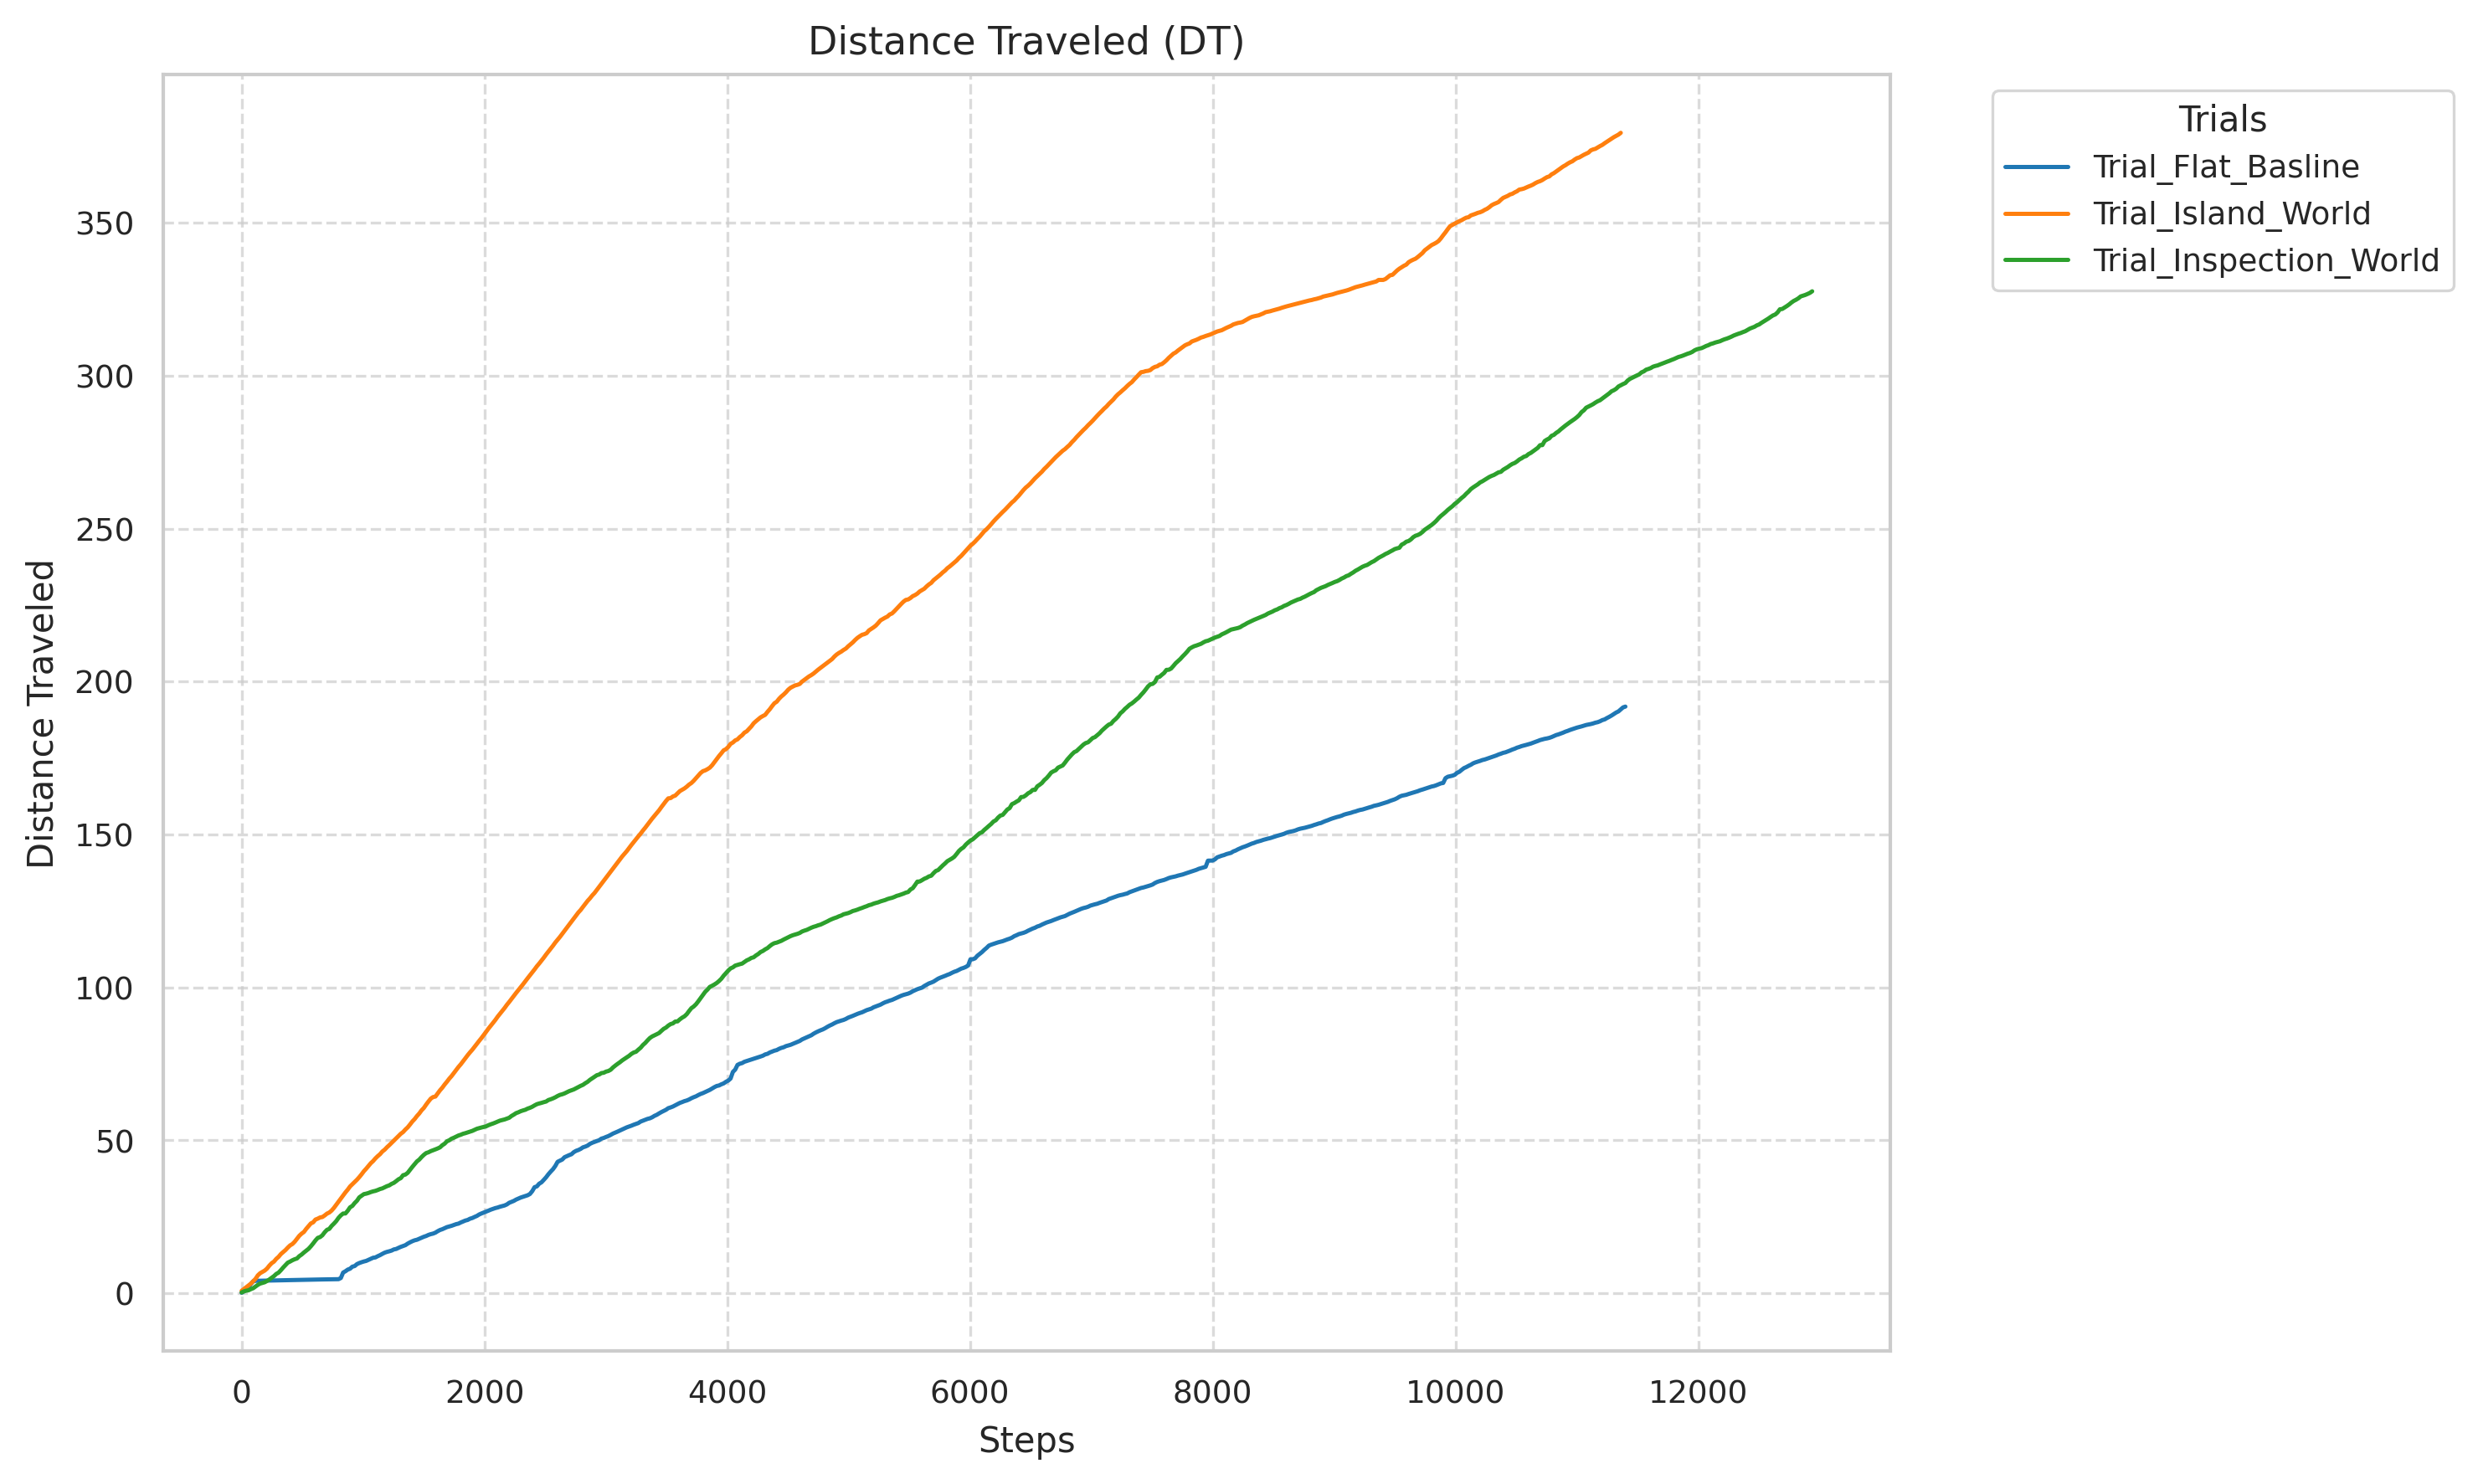 Distance Traveled (DT)
Trials
Trial_Flat_Basline
Trial_Island_World
Trial_Inspection_World
Distance Traveled
350
300
250
200
150
100
50
0
0 2000 4000 6000 8000 10000 12000
Steps